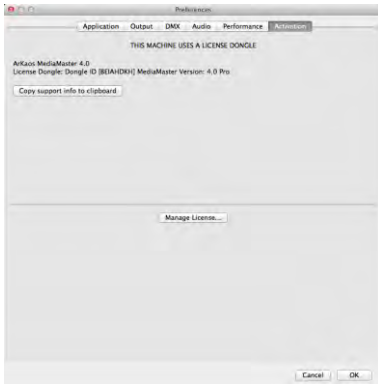 Preferences
Application Output DMX Audio Performance Activation
THIS MACHINE USES A LICENSE DONGLE
ArKaos MediaMaster 4.0
License Dongle: Dongle ID [BEIAHDKH] MediaMaster Version: 4.0 Pro
Copy support info to clipboard
Manage License...
Cancel OK